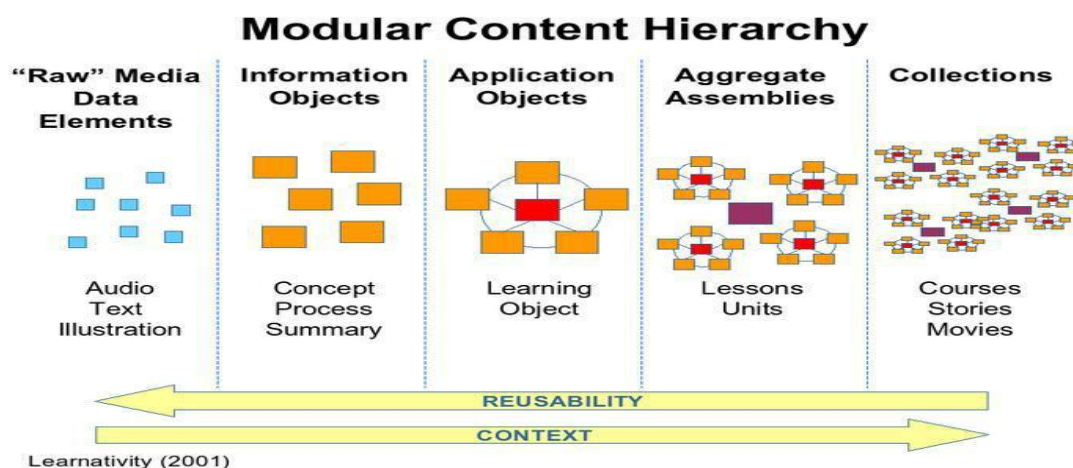 Modular Content Hierarchy
“Raw” Media
Data
Elements
Information
Objects
Application
Objects
Aggregate
Assemblies
Collections
Audio
Text
Illustration
Concept
Process
Summary
Learning
Object
Lessons
Units
Courses
Stories
Movies
REUSABILITY
CONTEXT
Learnativity (2001)